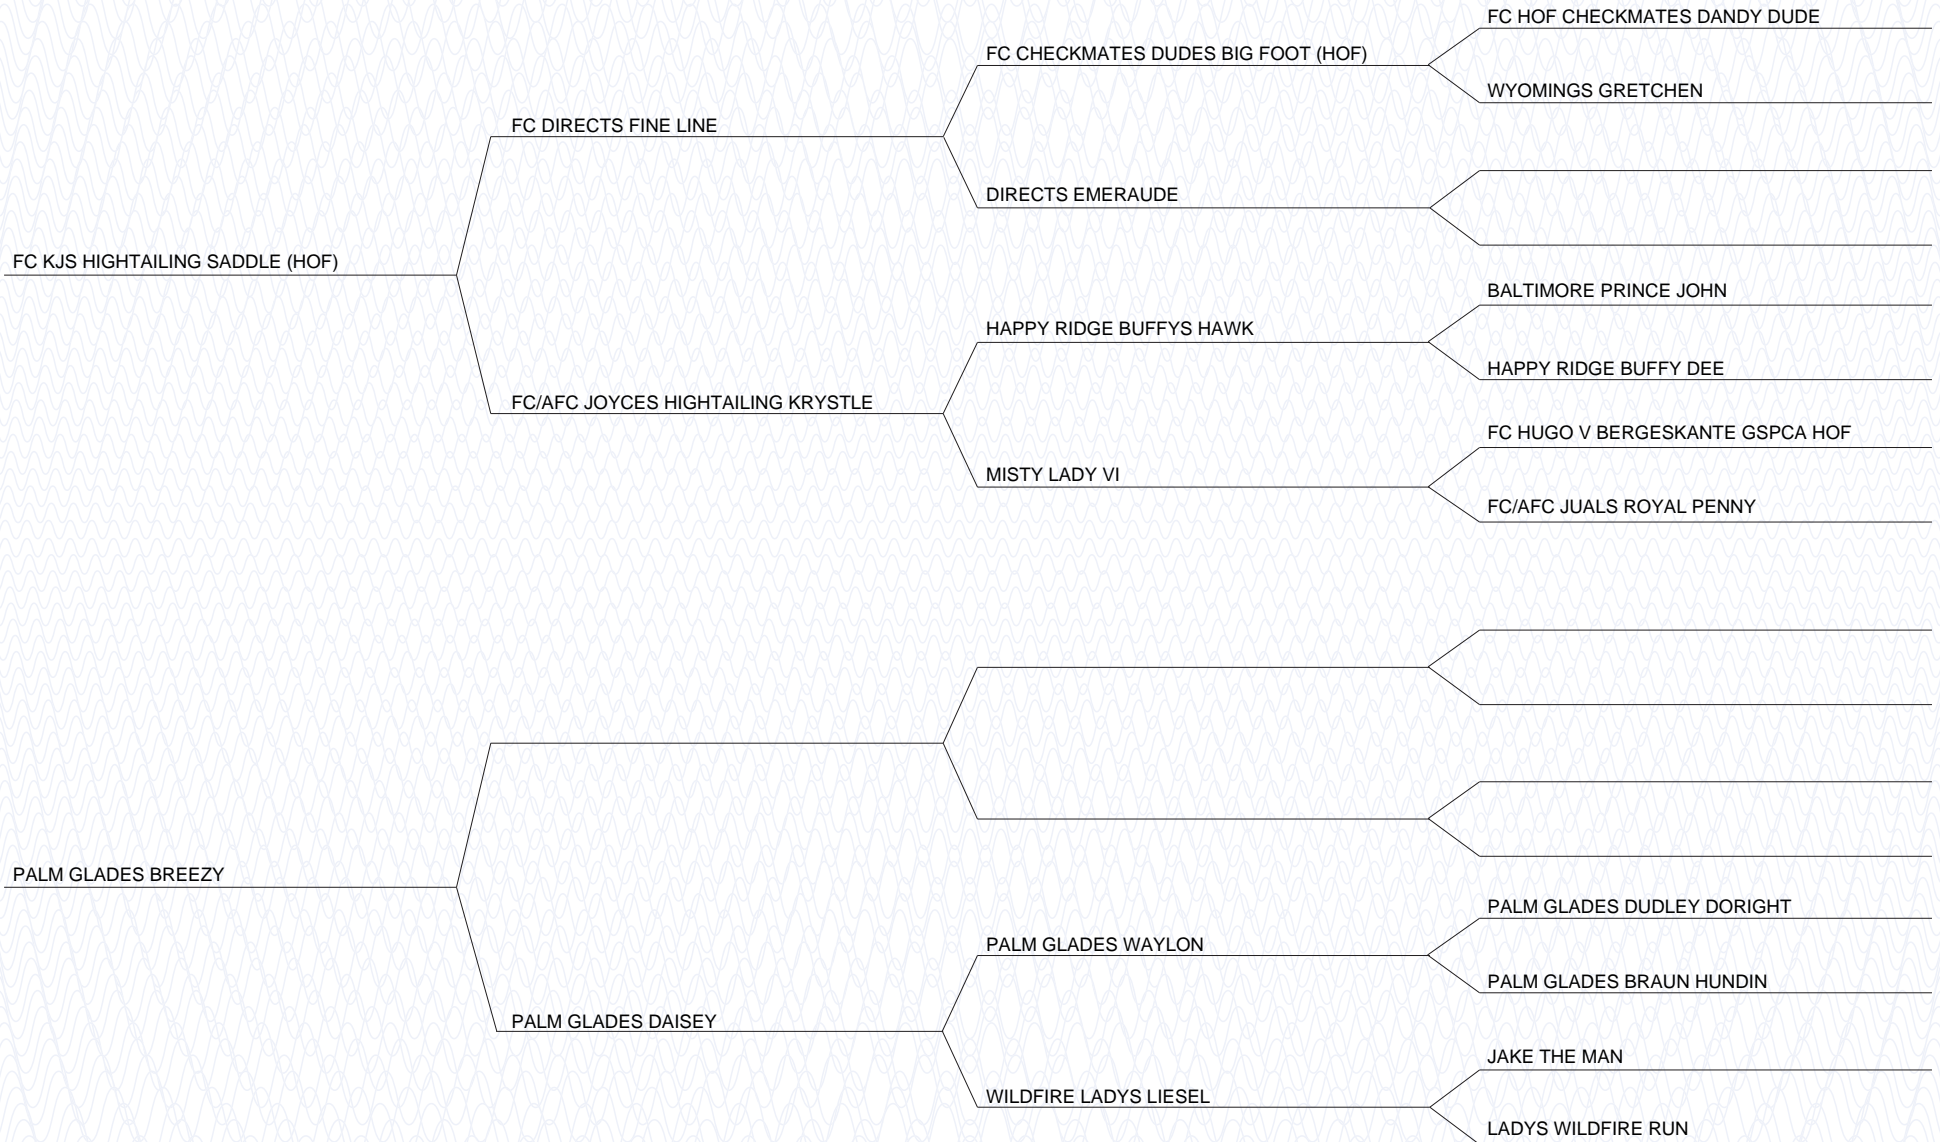 FC HOF CHECKMATES DANDY DUDE
FC CHECKMATES DUDES BIG FOOT (HOF)
WYOMINGS GRETCHEN
FC DIRECTS FINE LINE
DIRECTS EMERAUDE
FC KJS HIGHTAILING SADDLE (HOF)
BALTIMORE PRINCE JOHN
HAPPY RIDGE BUFFYS HAWK
HAPPY RIDGE BUFFY DEE
FC/AFC JOYCES HIGHTAILING KRYSTLE
FC HUGO V BERGESKANTE GSPCA HOF
MISTY LADY VI
FC/AFC JUALS ROYAL PENNY
PALM GLADES BREEZY
PALM GLADES DUDLEY DORIGHT
PALM GLADES WAYLON
PALM GLADES BRAUN HUNDIN
PALM GLADES DAISEY
JAKE THE MAN
WILDFIRE LADYS LIESEL
LADYS WILDFIRE RUN